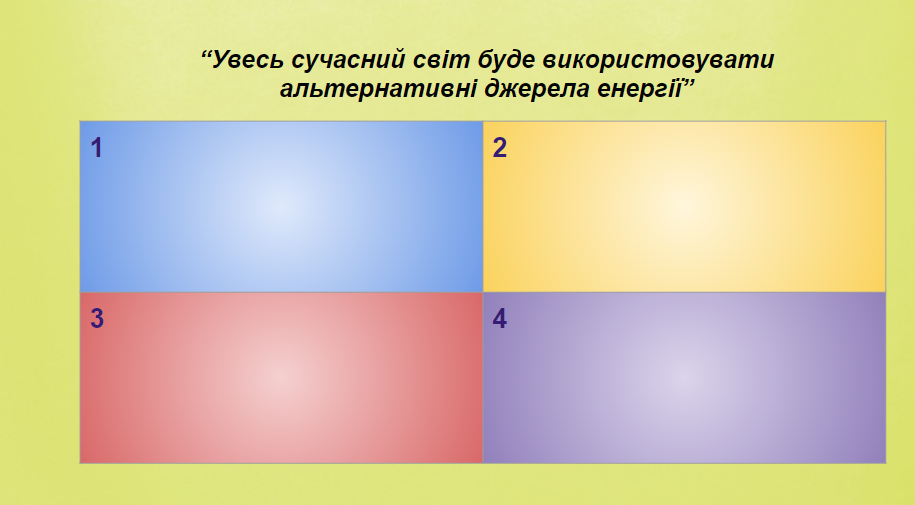 “Увесь сучасний світ буде використовувати
альтернативні джерела енергії”
1
2
3
4